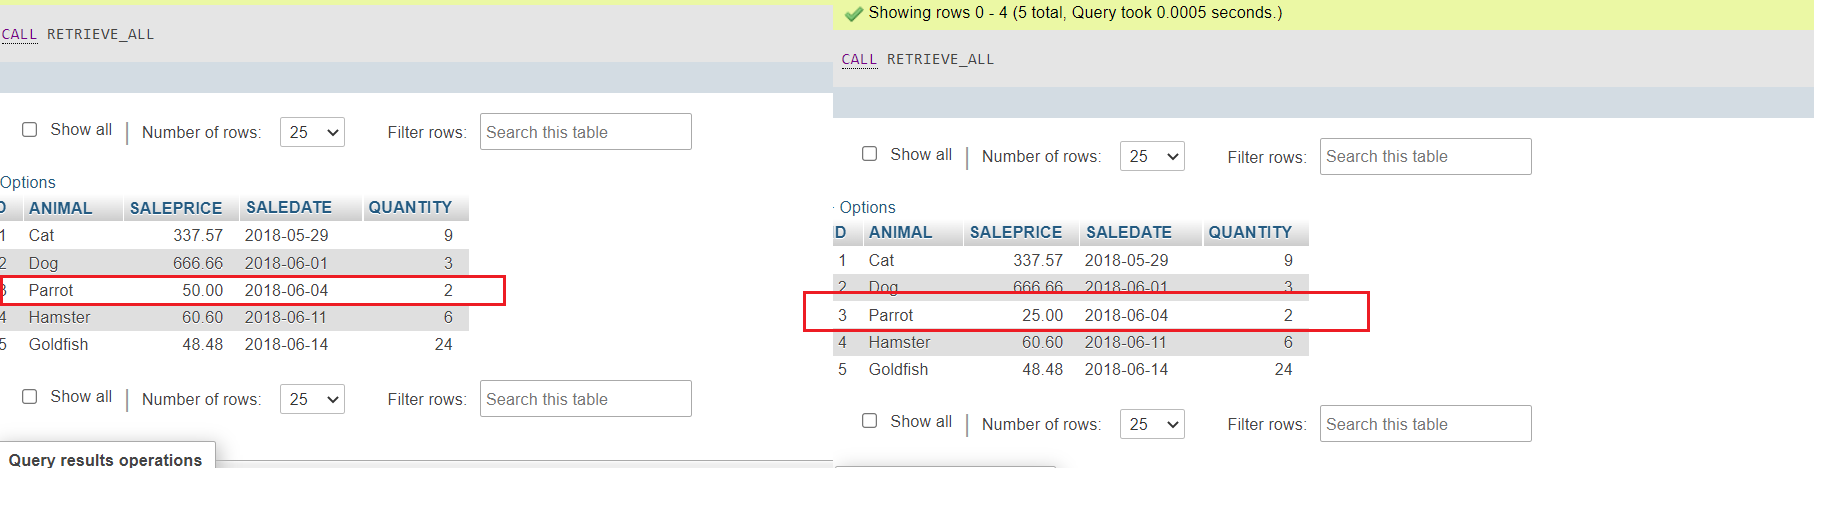 CALL RETRIEVE_ALL
Show all
Number of rows:
25
Filter rows:
Search this table
Options
D ANIMAL SALEPRICE SALEDATE QUANTITY
1 Cat 337.57 2018-05-29 9
2 Dog 666.66 2018-06-01 3
3 Parrot 50.00 2018-06-04 2
4 Hamster 60.60 2018-06-11 6
5 Goldfish 48.48 2018-06-14 24
Show all
Number of rows:
25
Filter rows:
Search this table
Query results operations
Showing rows 0 - 4 (5 total, Query took 0.0005 seconds.)
CALL RETRIEVE_ALL
Show all
Number of rows:
25
Filter rows:
Search this table
Options
ID ANIMAL SALEPRICE SALEDATE QUANTITY
1 Cat 337.57 2018-05-29 9
2 Dog 666.66 2018-06-01 3
3 Parrot 25.00 2018-06-04 2
4 Hamster 60.60 2018-06-11 6
5 Goldfish 48.48 2018-06-14 24
Show all
Number of rows:
25
Filter rows:
Search this table